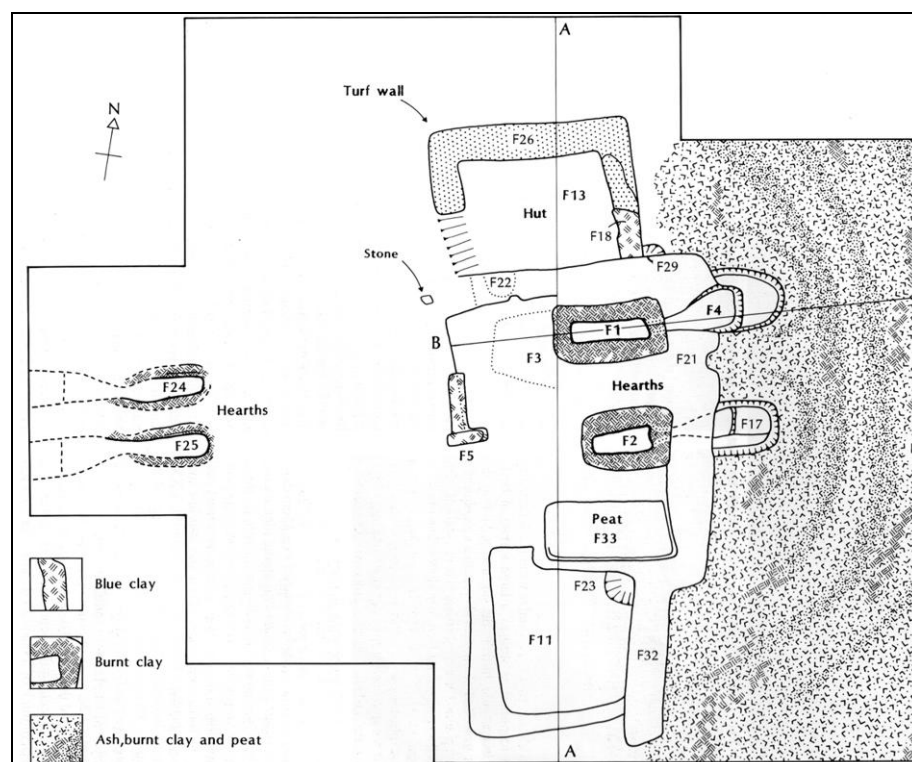 A
Turf wall
N
F26
F13
Hut
F18
Stone
F29
F22
F4
F1
B
F3
F21
F24
Hearths
Hearths
F25
F2
F17
F5
Peat
F33
Blue clay
F23
F11
F32
Burnt clay
Ash,burnt clay and peat
A